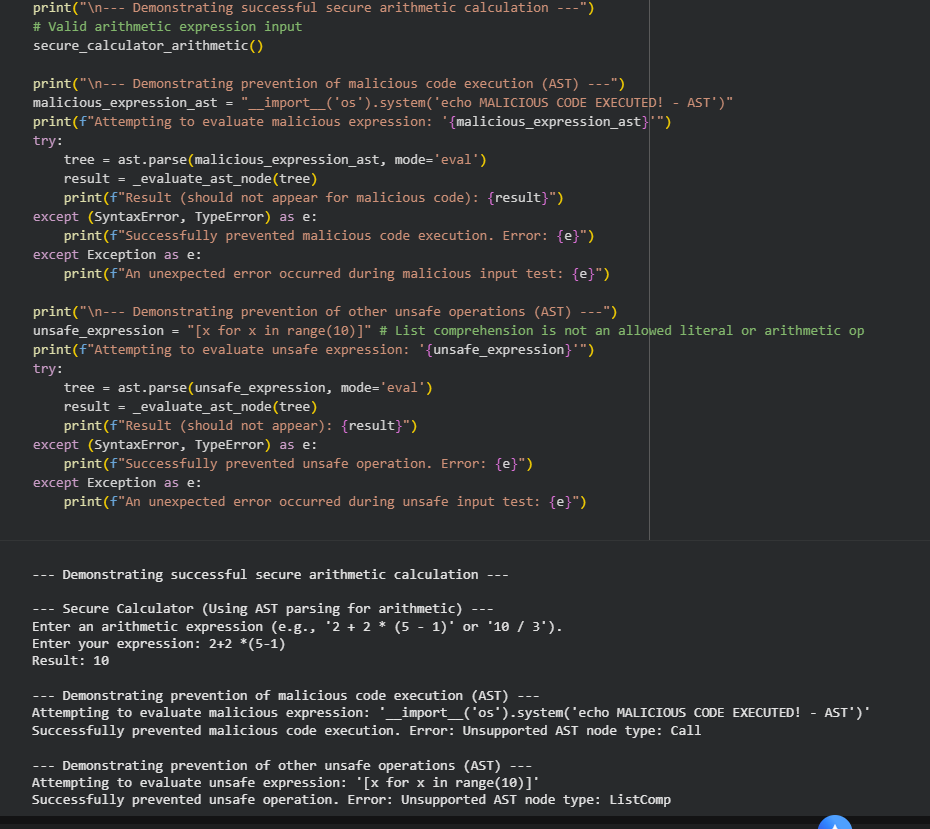 print("\n--- Demonstrating successful secure arithmetic calculation ---")
# Valid arithmetic expression input
secure_calculator_arithmetic()
print("\n--- Demonstrating prevention of malicious code execution (AST) ---")
malicious_expression_ast = "__import__('os').system('echo MALICIOUS CODE EXECUTED! - AST')"
print(f"Attempting to evaluate malicious expression: '{malicious_expression_ast}'")
try:
    tree = ast.parse(malicious_expression_ast, mode='eval')
    result = _evaluate_ast_node(tree)
    print(f"Result (should not appear for malicious code): {result}")
except (SyntaxError, TypeError) as e:
    print(f"Successfully prevented malicious code execution. Error: {e}")
except Exception as e:
    print(f"An unexpected error occurred during malicious input test: {e}")
print("\n--- Demonstrating prevention of other unsafe operations (AST) ---")
unsafe_expression = "[x for x in range(10)]" # List comprehension is not an allowed literal or arithmetic op
print(f"Attempting to evaluate unsafe expression: '{unsafe_expression}'")
try:
    tree = ast.parse(unsafe_expression, mode='eval')
    result = _evaluate_ast_node(tree)
    print(f"Result (should not appear): {result}")
except (SyntaxError, TypeError) as e:
    print(f"Successfully prevented unsafe operation. Error: {e}")
except Exception as e:
    print(f"An unexpected error occurred during unsafe input test: {e}")
--- Demonstrating successful secure arithmetic calculation ---
--- Secure Calculator (Using AST parsing for arithmetic) ---
Enter an arithmetic expression (e.g., '2 + 2 * (5 - 1)' or '10 / 3').
Enter your expression: 2+2 *(5-1)
Result: 10
--- Demonstrating prevention of malicious code execution (AST) ---
Attempting to evaluate malicious expression: '__import__('os').system('echo MALICIOUS CODE EXECUTED! - AST')'
Successfully prevented malicious code execution. Error: Unsupported AST node type: Call
--- Demonstrating prevention of other unsafe operations (AST) ---
Attempting to evaluate unsafe expression: '[x for x in range(10)]'
Successfully prevented unsafe operation. Error: Unsupported AST node type: ListComp